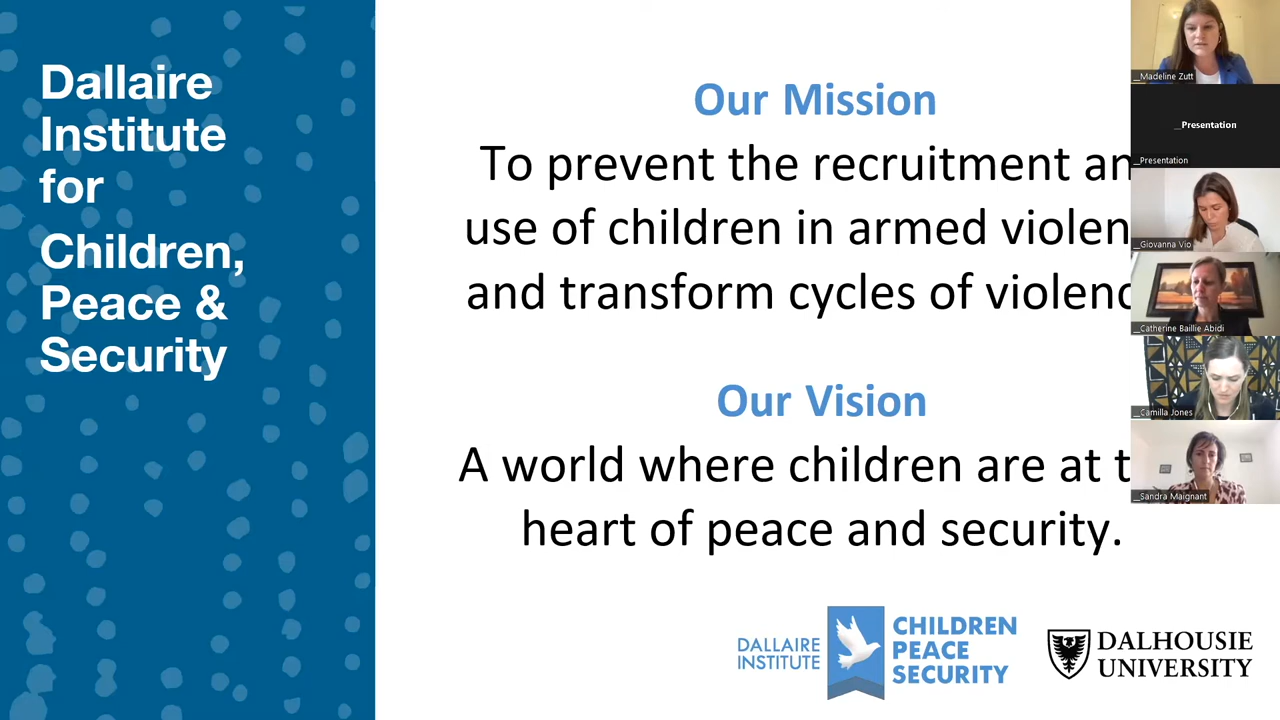 Dallaire
Institute
for
Children,
Peace &
Security
Our Mission
To prevent the recruitment an
use of children in armed violen
and transform cycles of violenc
Our Vision
A world where children are at t
heart of peace and security.
DALLAIRE
INSTITUTE
CHILDREN
PEACE
SECURITY
DALHOUSIE
UNIVERSITY
_Madeline Zutt
_Presentation
_Presentation
_Giovanna Vio
_Catherine Baillie Abidi
_Camilla Jones
_Sandra Maignant